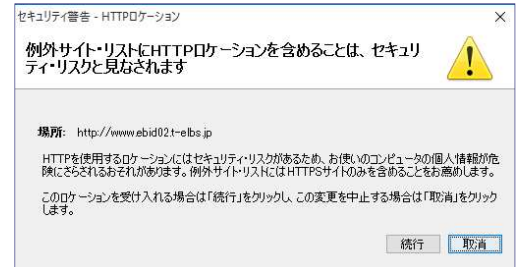 セキュリティ警告 - HTTPロケーション
例外サイト・リストにHTTPロケーションを含めることは、セキュリ
ティ・リスクと見なされます
場所: http://www.ebid02.t-elbs.jp
HTTPを使用するロケーションにはセキュリティ・リスクがあるため、お使いのコンピュータの個人情報が危
険にさらされるおそれがあります。例外サイト・リストにはHTTPSサイトのみを含めることをお薦めします。
このロケーションを受け入れる場合は「続行」をクリックし、この変更を中止する場合は「取消」をクリック
します。
続行 取消